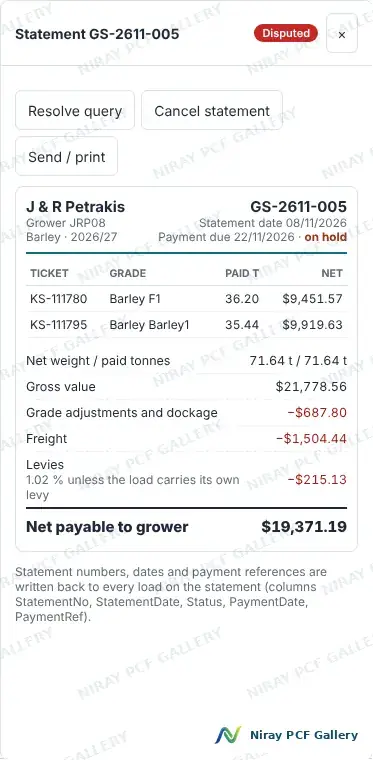 Statement GS-2611-005
Disputed
×
Resolve query
Cancel statement
Send / print
J & R Petrakis
GS-2611-005
Grower JRP08
Statement date 08/11/2026
Barley · 2026/27
Payment due 22/11/2026 · on hold
TICKET GRADE PAID T NET
KS-111780 Barley F1 36.20 $9,451.57
KS-111795 Barley Barley1 35.44 $9,919.63
Net weight / paid tonnes 71.64 t / 71.64 t
Gross value $21,778.56
Grade adjustments and dockage −$687.80
Freight −$1,504.44
Levies
1.02 % unless the load carries its own
levy
−$215.13
Net payable to grower $19,371.19
Statement numbers, dates and payment references are
written back to every load on the statement (columns
StatementNo, StatementDate, Status, PaymentDate,
PaymentRef).
Niray PCF Gallery
NIRAY PCF GALLERY